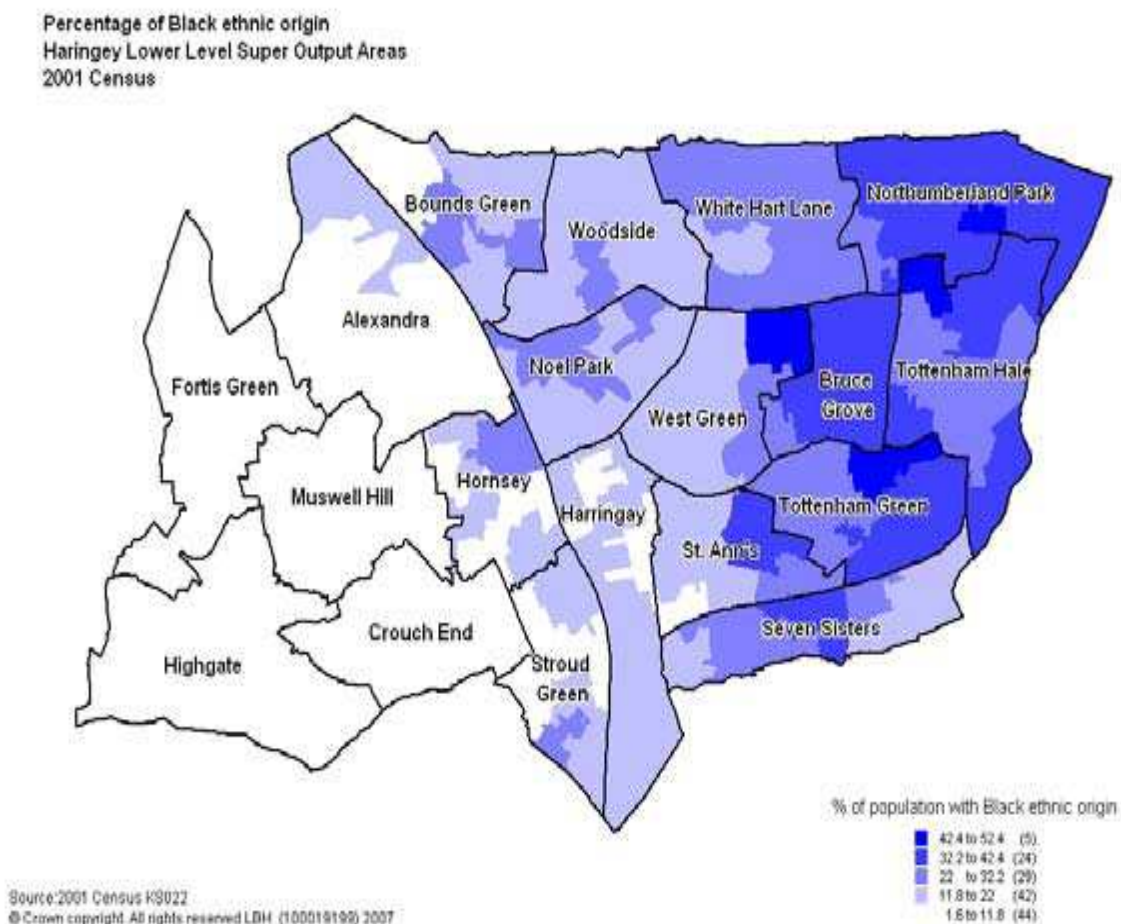 Percentage of Black ethnic origin
Haringey Lower Level Super Output Areas
2001 Census
Bounds Green
Woodside
White Hart Lane
Northumberland Park
Alexandra
Fortis Green
Noel Park
West Green
Bruce
Grove
Tottenham Hale
Muswell Hill
Hornsey
Harringay
Tottenham Green
St. Ann's
Seven Sisters
Crouch End
Highgate
Stroud
Green
% of population with Black ethnic origin
42.4 to 52.4 (5)
32.2 to 42.4 (24)
22 to 32.2 (29)
11.8 to 22 (42)
1.6 to 11.8 (44)
Source:2001 Census KS022
© Crown copyright. All rights reserved LBH (100019199) 2007